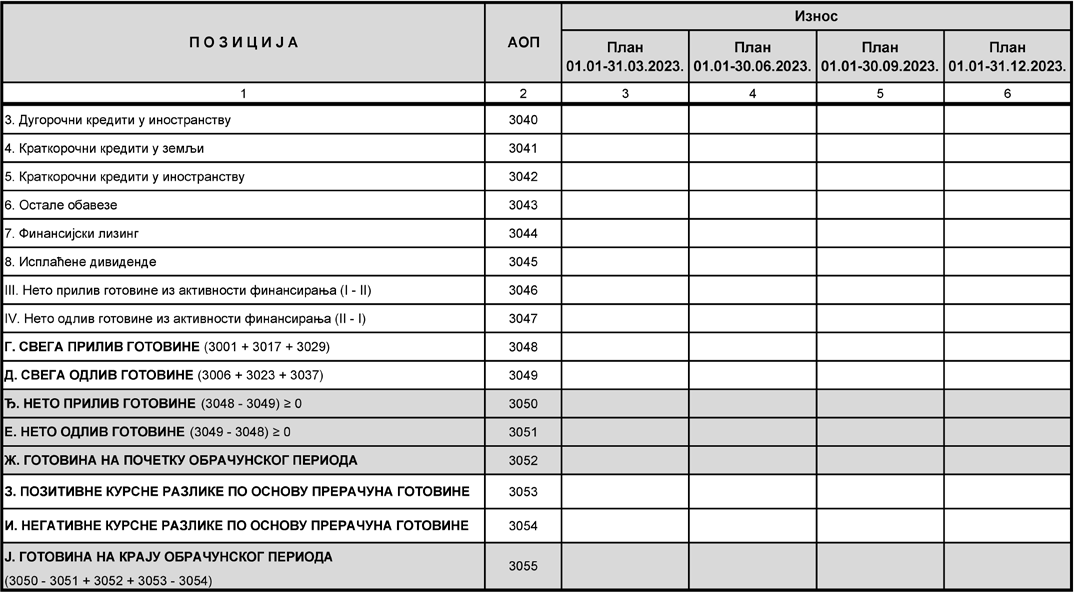 П О З И Ц И Ј А
АОП
Износ
План
01.01-31.03.2023.
План
01.01-30.06.2023.
План
01.01-30.09.2023.
План
01.01-31.12.2023.
1 2 3 4 5 6
3. Дугорочни кредити у иностранству 3040
4. Краткорочни кредити у земљи 3041
5. Краткорочни кредити у иностранству 3042
6. Остале обавезе 3043
7. Финансијски лизинг 3044
8. Исплаћене дивиденде 3045
III. Нето прилив готовине из активности финансирања (I - II) 3046
IV. Нето одлив готовине из активности финансирања (II - I) 3047
Г. СВЕГА ПРИЛИВ ГОТОВИНЕ (3001 + 3017 + 3029) 3048
Д. СВЕГА ОДЛИВ ГОТОВИНЕ (3006 + 3023 + 3037) 3049
Ђ. НЕТО ПРИЛИВ ГОТОВИНЕ (3048 - 3049) ≥ 0 3050
Е. НЕТО ОДЛИВ ГОТОВИНЕ (3049 - 3048) ≥ 0 3051
Ж. ГОТОВИНА НА ПОЧЕТКУ ОБРАЧУНСКОГ ПЕРИОДА 3052
З. ПОЗИТИВНЕ КУРСНЕ РАЗЛИКЕ ПО ОСНОВУ ПРЕРАЧУНА ГОТОВИНЕ 3053
И. НЕГАТИВНЕ КУРСНЕ РАЗЛИКЕ ПО ОСНОВУ ПРЕРАЧУНА ГОТОВИНЕ 3054
Ј. ГОТОВИНА НА КРАЈУ ОБРАЧУНСКОГ ПЕРИОДА
(3050 - 3051 + 3052 + 3053 - 3054) 3055